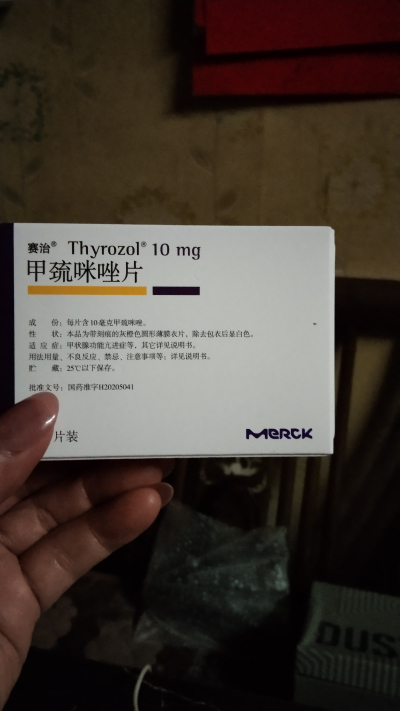 赛治® Thyrozol® 10 mg
甲巯咪唑片
成 份：每片含10毫克甲巯咪唑。
性 状：本品为带刻痕的灰橙色圆形薄膜衣片，除去包衣后显白色。
适 应 症：甲状腺功能亢进症等，其它详见说明书。
用法用量、不良反应、禁忌、注意事项等：详见说明书。
贮 藏：25℃以下保存。
批准文号：国药准字H20205041
片装
MERCK
DUS